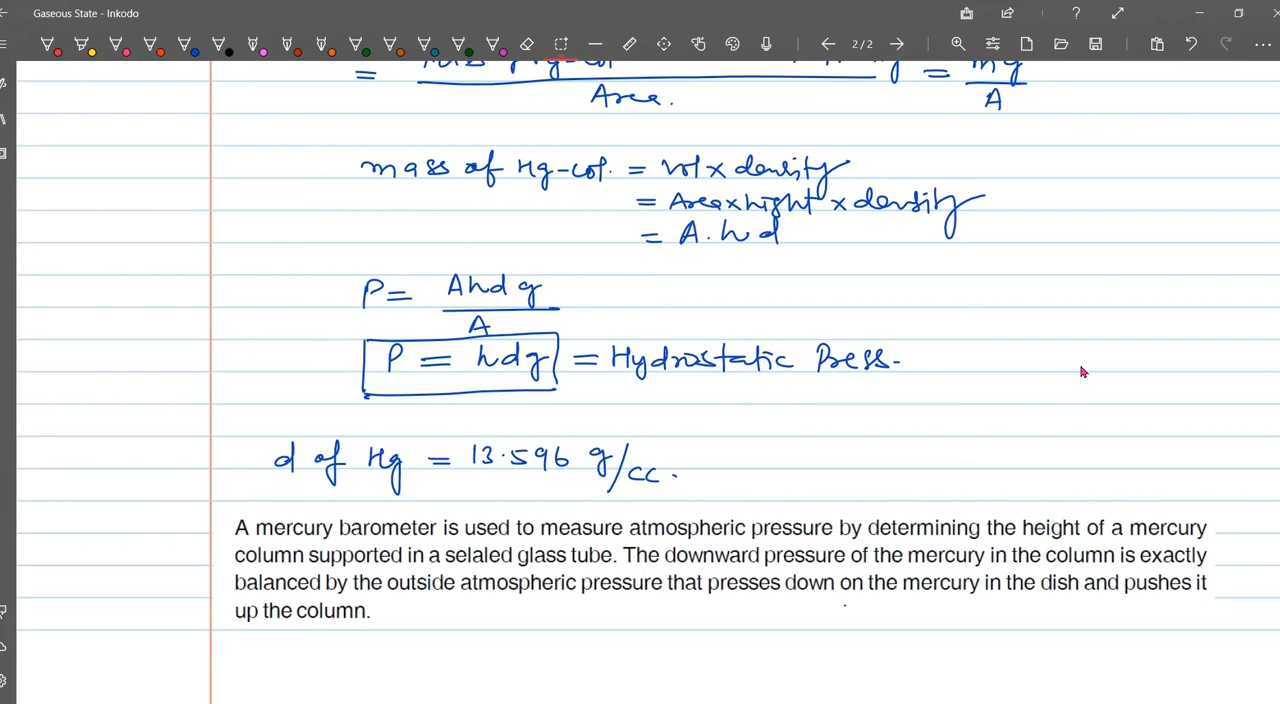 Gaseous State - Inkodo
2/2
=
Area.
= mg
A
mass of Hg-col. = vol x density
= Area x hight x density
= A.h d
P = Ahd g
A
P = hdg = Hydrostatic Press-
d of Hg = 13.596 g/cc.
A mercury barometer is used to measure atmospheric pressure by determining the height of a mercury
column supported in a selaled glass tube. The downward pressure of the mercury in the column is exactly
balanced by the outside atmospheric pressure that presses down on the mercury in the dish and pushes it
up the column.